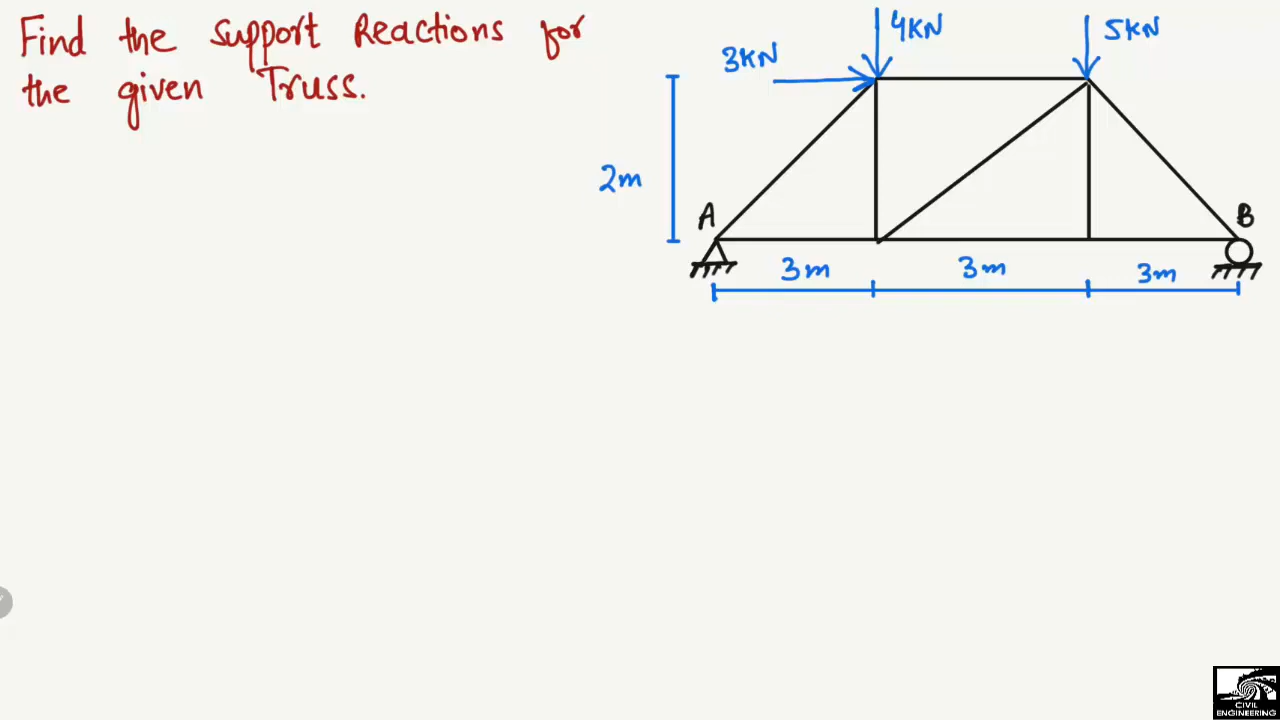 Find the support Reactions for
the given Truss.
4KN
5KN
3KN
2m
A
B
3m
3m
3m
CIVIL
ENGINEERING